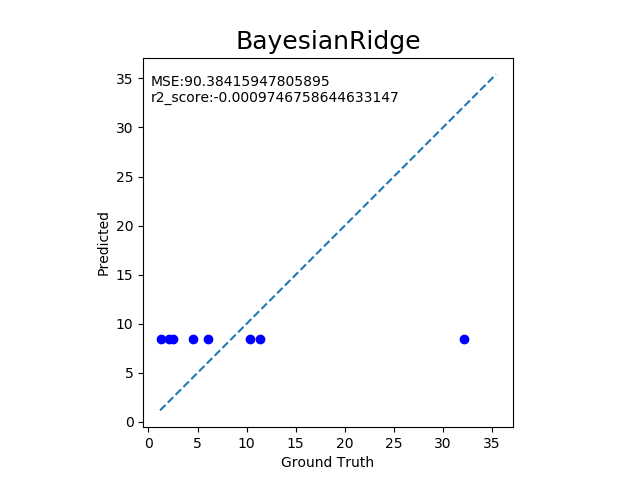 BayesianRidge
MSE:90.38415947805895
r2_score:-0.0009746758644633147
35
30
25
20
15
10
5
0
Predicted
0 5 10 15 20 25 30 35
Ground Truth